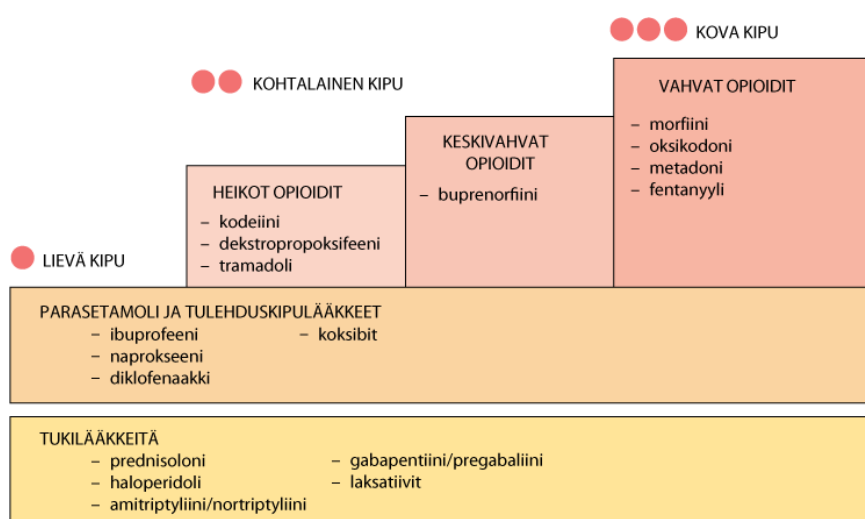 KOVA KIPU
KOHTALAINEN KIPU
VAHVAT OPIOIDIT
– morfiini
– oksikodoni
– metadoni
– fentanyyli
KESKIVAHVAT
OPIOIDIT
– buprenorfiini
HEIKOT OPIOIDIT
– kodeiini
– dekstropropoksifeeni
– tramadoli
LIEVÄ KIPU
PARASETAMOLI JA TULEHDUSKIPULÄÄKKEET
– ibuprofeeni
– naprokseeni
– diklofenaakki
– koksibit
TUKILÄÄKKEITÄ
– prednisoloni
– haloperidoli
– amitriptyliini/nortriptyliini
– gabapentiini/pregabaliini
– laksatiivit